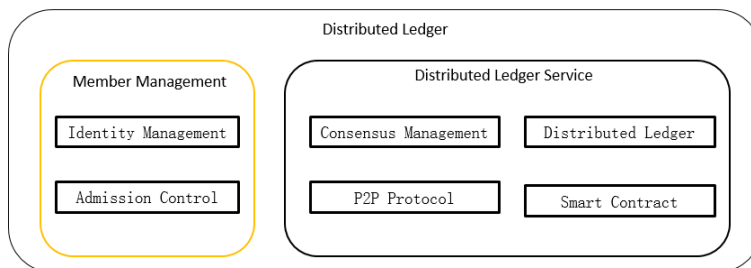 Distributed Ledger
Member Management
Identity Management
Admission Control
Distributed Ledger Service
Consensus Management
Distributed Ledger
P2P Protocol
Smart Contract